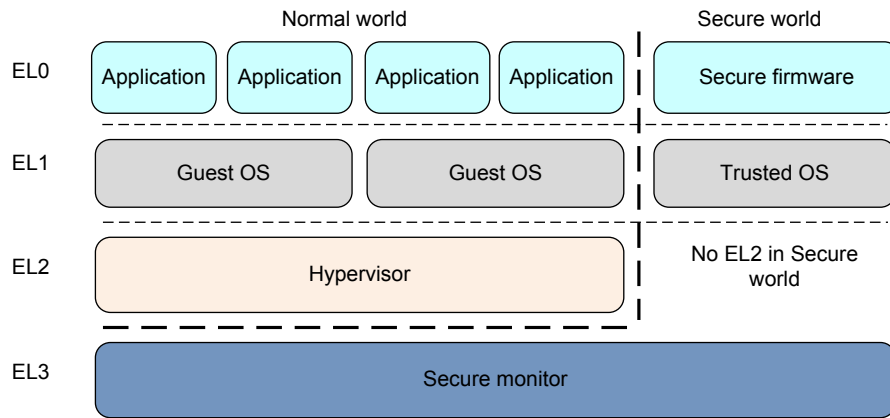 Normal world
Secure world
EL0
Application
Application
Application
Application
Secure firmware
EL1
Guest OS
Guest OS
Trusted OS
EL2
Hypervisor
No EL2 in Secure
world
EL3
Secure monitor